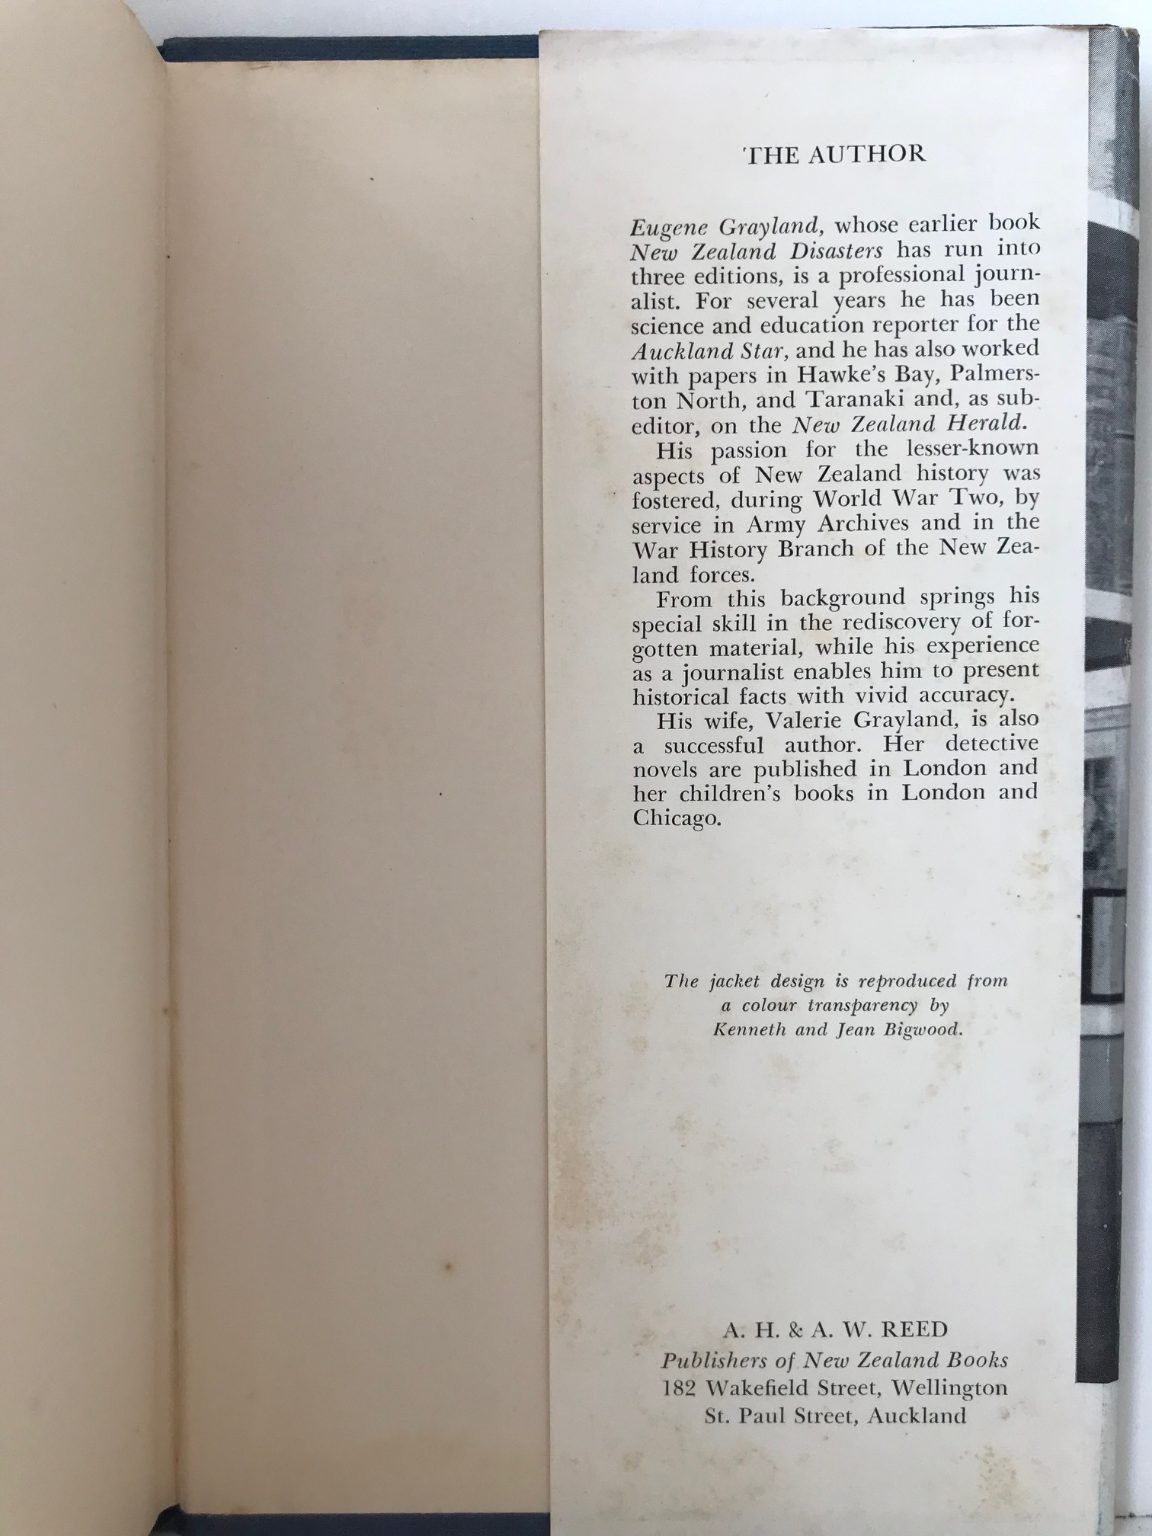 THE AUTHOR
Eugene Grayland, whose earlier book
New Zealand Disasters has run into
three editions, is a professional journ-
alist. For several years he has been
science and education reporter for the
Auckland Star, and he has also worked
with papers in Hawke's Bay, Palmers-
ton North, and Taranaki and, as sub-
editor, on the New Zealand Herald.
His passion for the lesser-known
aspects of New Zealand history was
fostered, during World War Two, by
service in Army Archives and in the
War History Branch of the New Zea-
land forces.
From this background springs his
special skill in the rediscovery of for-
gotten material, while his experience
as a journalist enables him to present
historical facts with vivid accuracy.
His wife, Valerie Grayland, is also
a successful author. Her detective
novels are published in London and
her children's books in London and
Chicago.
The jacket design is reproduced from
a colour transparency by
Kenneth and Jean Bigwood.
A. H. & A. W. REED
Publishers of New Zealand Books
182 Wakefield Street, Wellington
St. Paul Street, Auckland